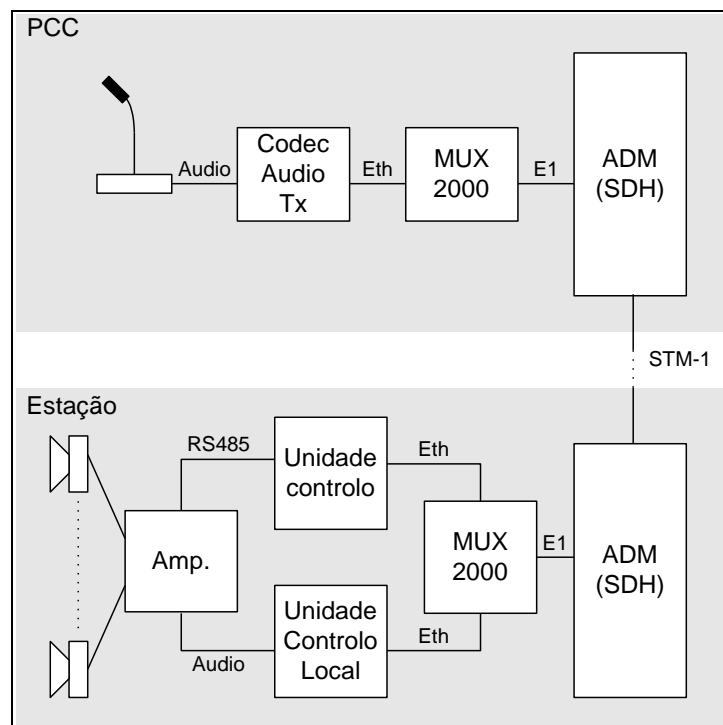 PCC
Audio
Codec
Audio
Tx
Eth
MUX
2000
E1
ADM
(SDH)
STM-1
Estação
RS485
Unidade
controlo
Eth
Amp.
MUX
2000
E1
ADM
(SDH)
Audio
Unidade
Controlo
Local
Eth